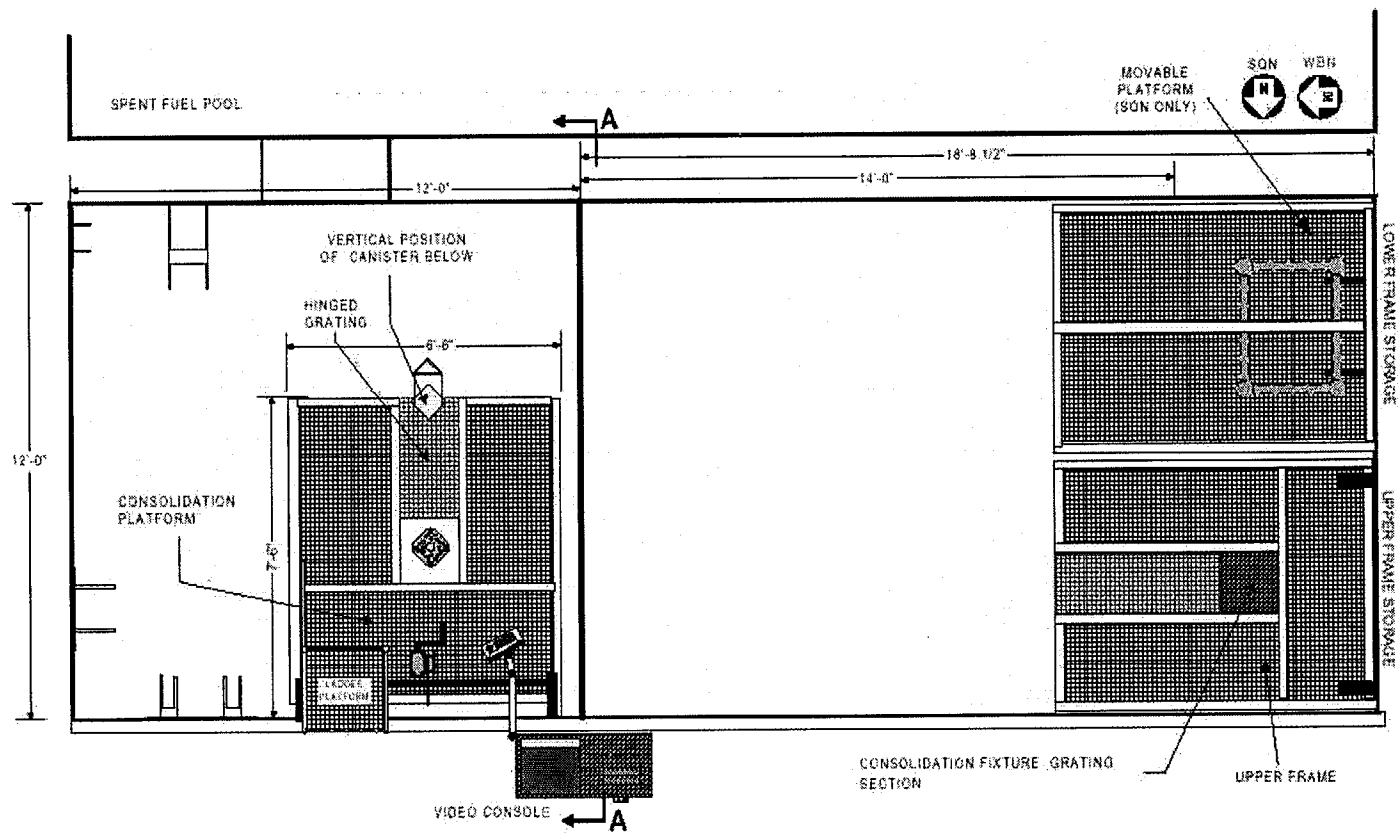 SPENT FUEL POOL
A
MOVABLE
PLATFORM
(SQN ONLY)
SQN
WBN
N
N
18'-8 1/2"
14'-0"
12'-0"
VERTICAL POSITION
OF CANISTER BELOW
HINGED
GRATING
6'-6"
LOWER FRAME STORAGE
12'-0"
CONSOLIDATION
PLATFORM
7'-6"
UPPER FRAME STORAGE
LADDER
PLATFORM
CONSOLIDATION FIXTURE GRATING
SECTION
UPPER FRAME
VIDEO CONSOLE
A